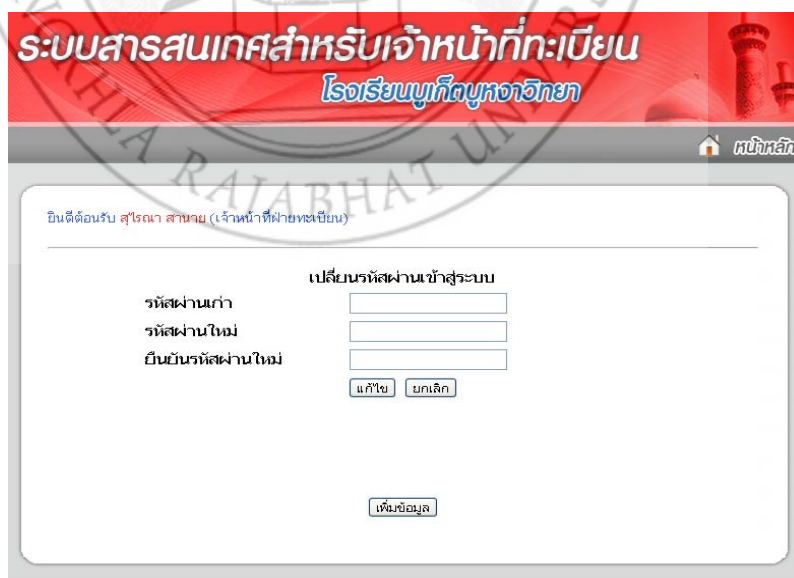 ระบบสารสนเทศสำหรับเจ้าหน้าที่ทะเบียน
โรงเรียนภูเก็ตบูหงาวิทยา
หน้าหลัก
ยินดีต้อนรับ สุไรณา สานาย (เจ้าหน้าที่ฝ่ายทะเบียน)
เปลี่ยนรหัสผ่านเข้าสู่ระบบ
รหัสผ่านเก่า
รหัสผ่านใหม่
ยืนยันรหัสผ่านใหม่
แก้ไข ยกเลิก
เพิ่มข้อมูล
RAJABHAT